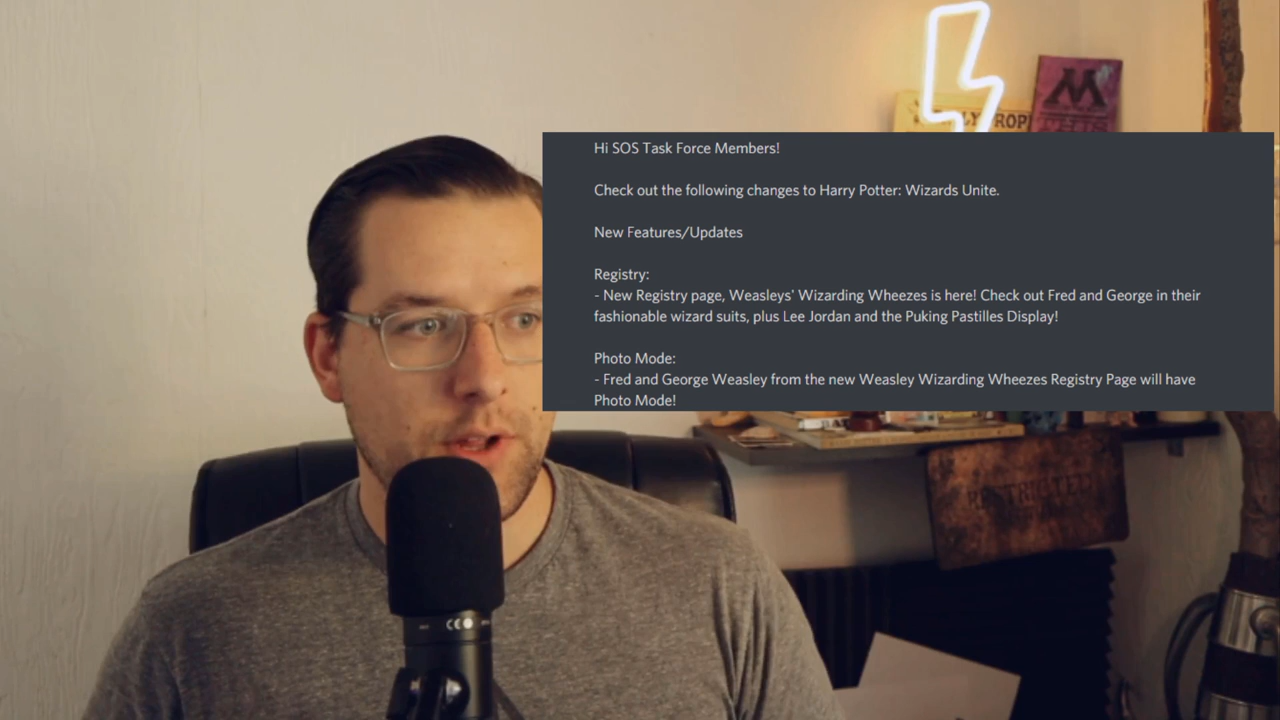 M
Hi SOS Task Force Members!
Check out the following changes to Harry Potter: Wizards Unite.
New Features/Updates
Registry:
- New Registry page, Weasleys' Wizarding Wheezes is here! Check out Fred and George in their
fashionable wizard suits, plus Lee Jordan and the Puking Pastilles Display!
Photo Mode:
- Fred and George Weasley from the new Weasley Wizarding Wheezes Registry Page will have
Photo Mode!
RESTRICTED
CE